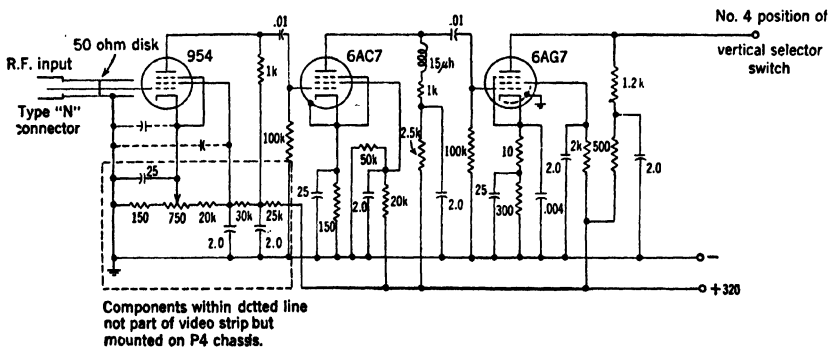 No. 4 position of
vertical selector
switch
50 ohm disk
R.F. input
Type "N"
connector
954
.01
1k
100k
25
150
750
20k
30k
25k
2.0
2.0
6AC7
25
150
50k
2.0
20k
.01
15μh
1k
2.5k
2.0
100k
6AG7
10
25
300
.004
2.0
2k
500
1.2k
2.0
−
+320
Components within dctted line
not part of video strip but
mounted on P4 chassis.